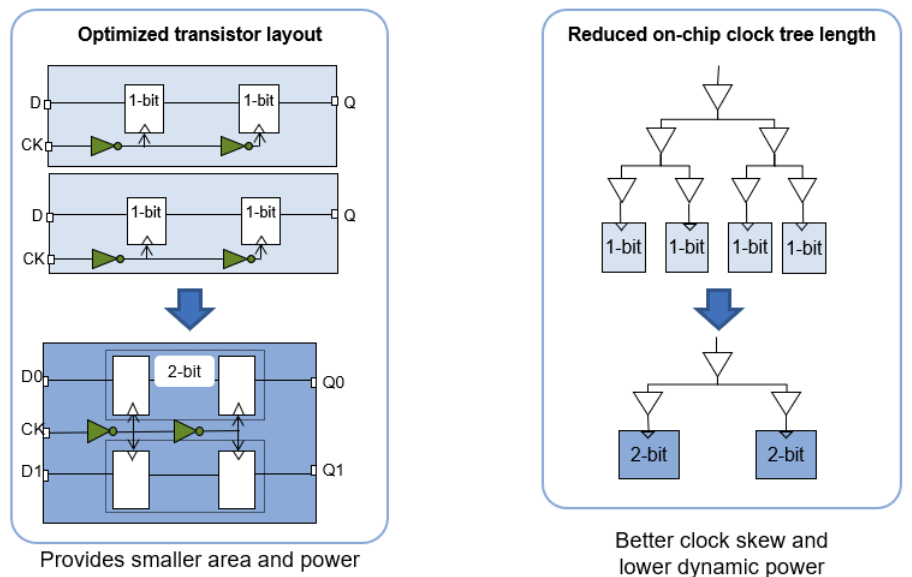 Optimized transistor layout
D
1-bit
1-bit
Q
CK
D
1-bit
1-bit
Q
CK
D0
2-bit
Q0
CK
D1
Q1
Provides smaller area and power
Reduced on-chip clock tree length
1-bit
1-bit
1-bit
1-bit
2-bit
2-bit
Better clock skew and
lower dynamic power